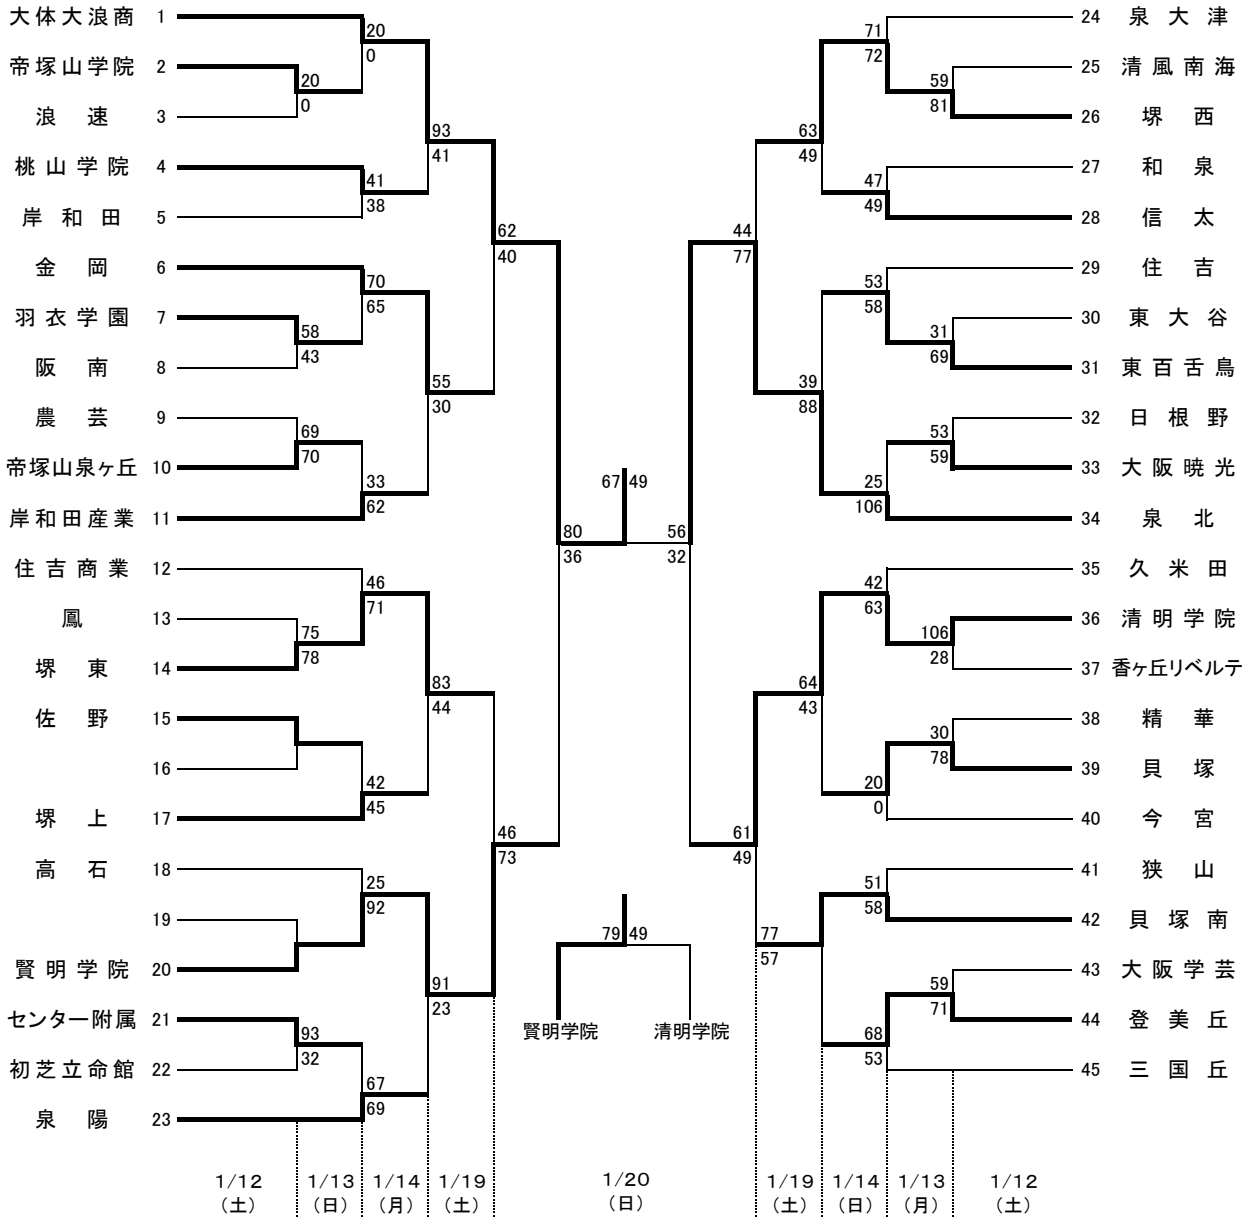 大体大浪商 1
帝塚山学院 2
浪速 3
桃山学院 4
岸和田 5
金岡 6
羽衣学園 7
阪南 8
農芸 9
帝塚山泉ヶ丘 10
岸和田産業 11
住吉商業 12
鳳 13
堺東 14
佐野 15
16
堺上 17
高石 18
19
賢明学院 20
センター附属 21
初芝立命館 22
泉陽 23
20
0
58
43
69
70
75
78
93
32
20
0
41
38
70
65
33
62
46
71
42
45
25
92
67
69
93
41
55
30
83
44
91
23
62
40
46
73
80
36
67 49
56
32
79 49
賢明学院 清明学院
44
77
61
49
63
49
39
88
64
43
77
57
71
72
47
49
53
58
25
106
42
63
20
0
51
58
68
53
59
81
31
69
53
59
106
28
30
78
59
71
24 泉大津
25 清風南海
26 堺西
27 和泉
28 信太
29 住吉
30 東大谷
31 東百舌鳥
32 日根野
33 大阪暁光
34 泉北
35 久米田
36 清明学院
37 香ヶ丘リベルテ
38 精華
39 貝塚
40 今宮
41 狭山
42 貝塚南
43 大阪学芸
44 登美丘
45 三国丘
1/12 1/13 1/14 1/19 1/20 1/19 1/14 1/13 1/12
（土） （日） （月） （土） （日） （土） （日） （月） （土）